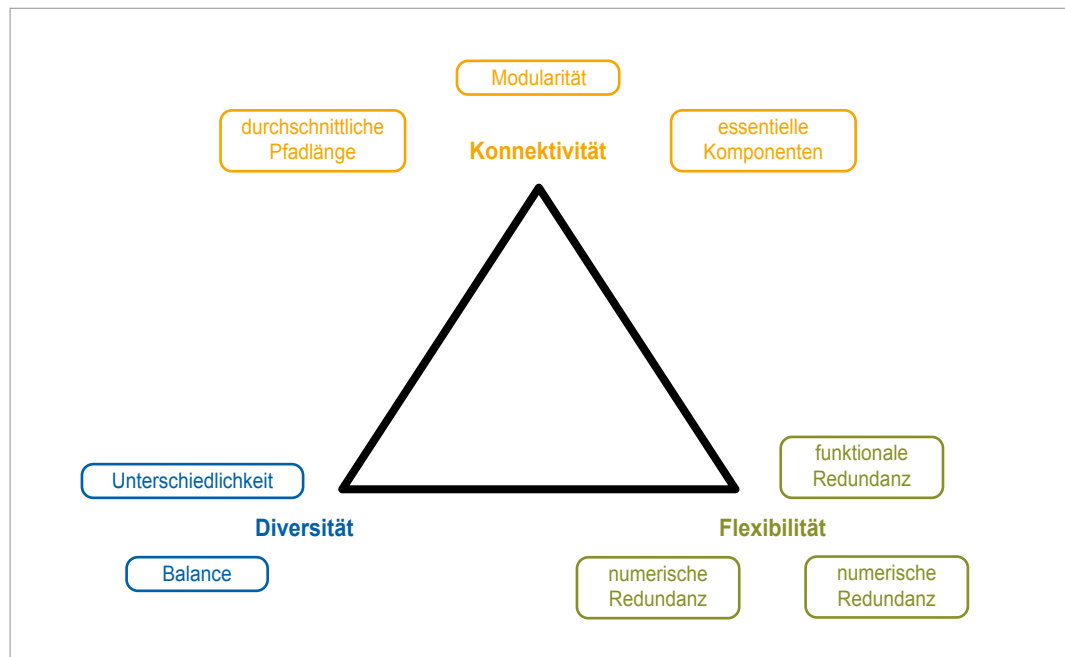 Modularität
durchschnittliche
Pfadlänge
essentielle
Komponenten
Konnektivität
funktionale
Redundanz
Unterschiedlichkeit
Diversität
Flexibilität
Balance
numerische
Redundanz
numerische
Redundanz